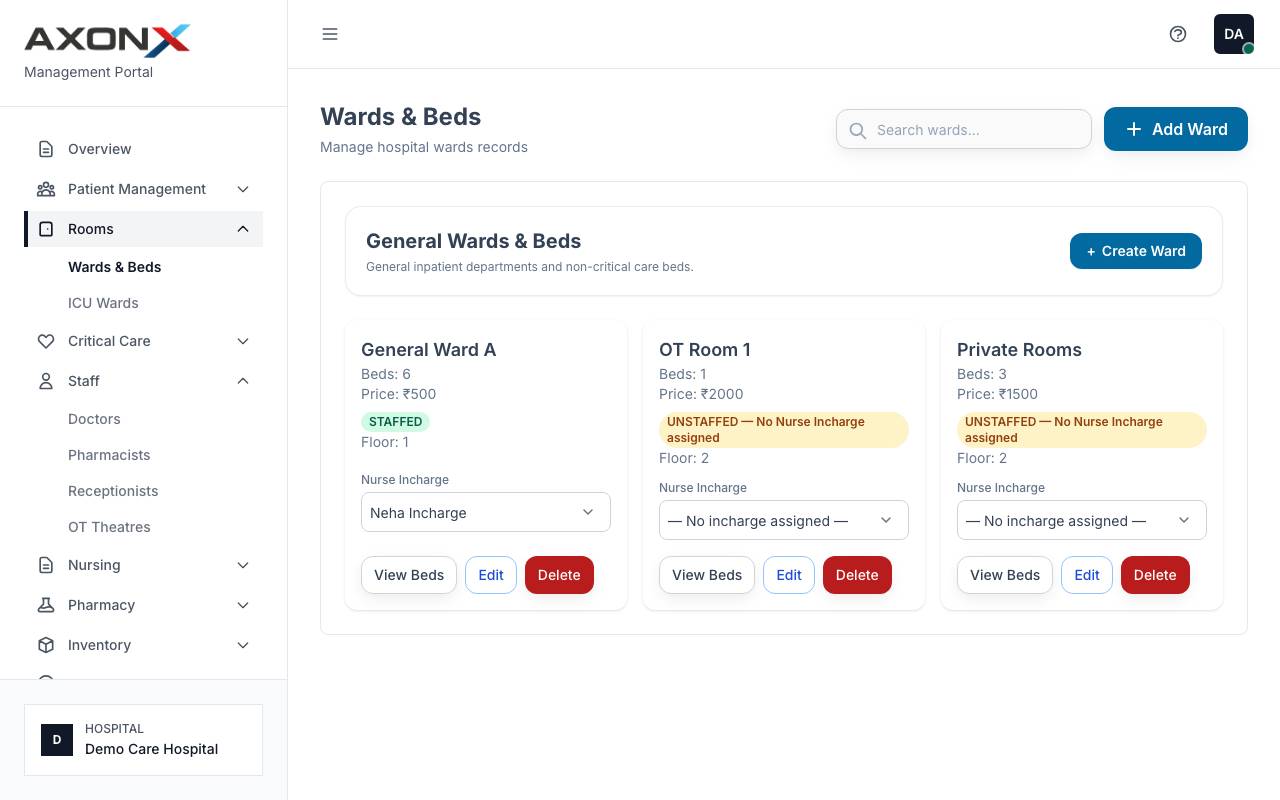 AXONX
Management Portal
Overview
Patient Management
Rooms
Wards & Beds
ICU Wards
Critical Care
Staff
Doctors
Pharmacists
Receptionists
OT Theatres
Nursing
Pharmacy
Inventory
D
HOSPITAL
Demo Care Hospital
DA
Wards & Beds
Manage hospital wards records
Search wards...
Add Ward
General Wards & Beds
General inpatient departments and non-critical care beds.
+ Create Ward
General Ward A
Beds: 6
Price: ₹500
STAFFED
Floor: 1
Nurse Incharge
Neha Incharge
View Beds
Edit
Delete
OT Room 1
Beds: 1
Price: ₹2000
UNSTAFFED — No Nurse Incharge
assigned
Floor: 2
Nurse Incharge
— No incharge assigned —
View Beds
Edit
Delete
Private Rooms
Beds: 3
Price: ₹1500
UNSTAFFED — No Nurse Incharge
assigned
Floor: 2
Nurse Incharge
— No incharge assigned —
View Beds
Edit
Delete